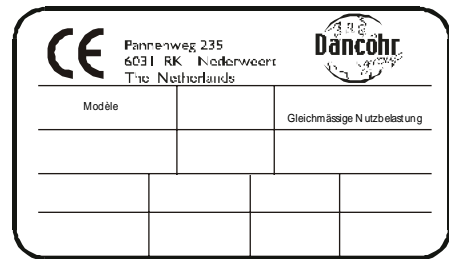 CE
Pannenweg 235
6031 RK Nederweert
The Netherlands
Dancohr
Modèle
Gleichmässige Nutzbelastung